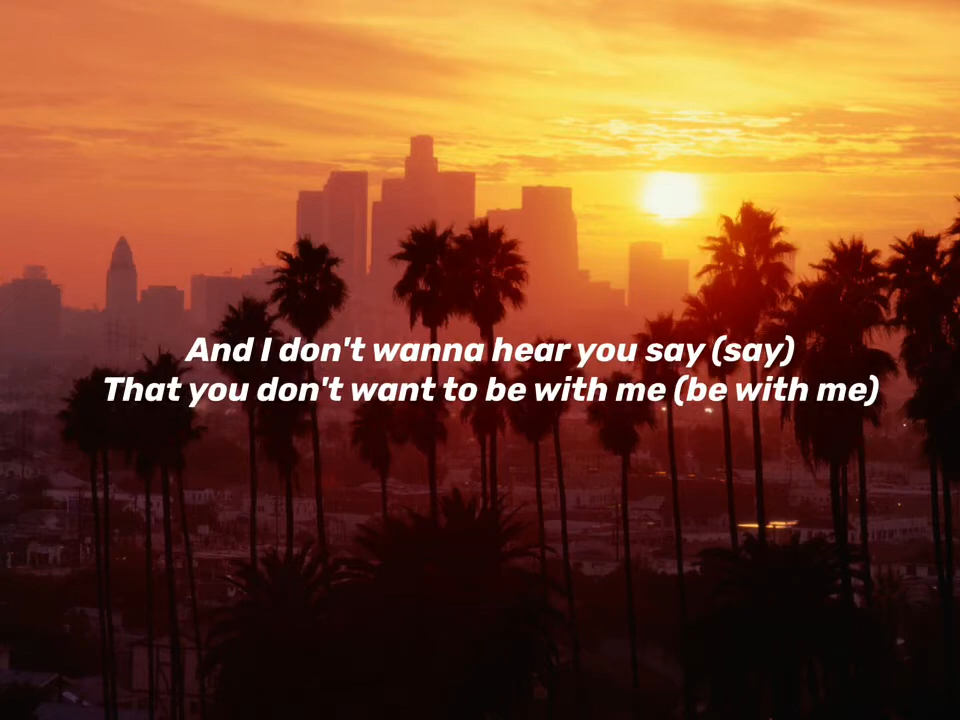 And I don't wanna hear you say (say)
That you don't want to be with me (be with me)